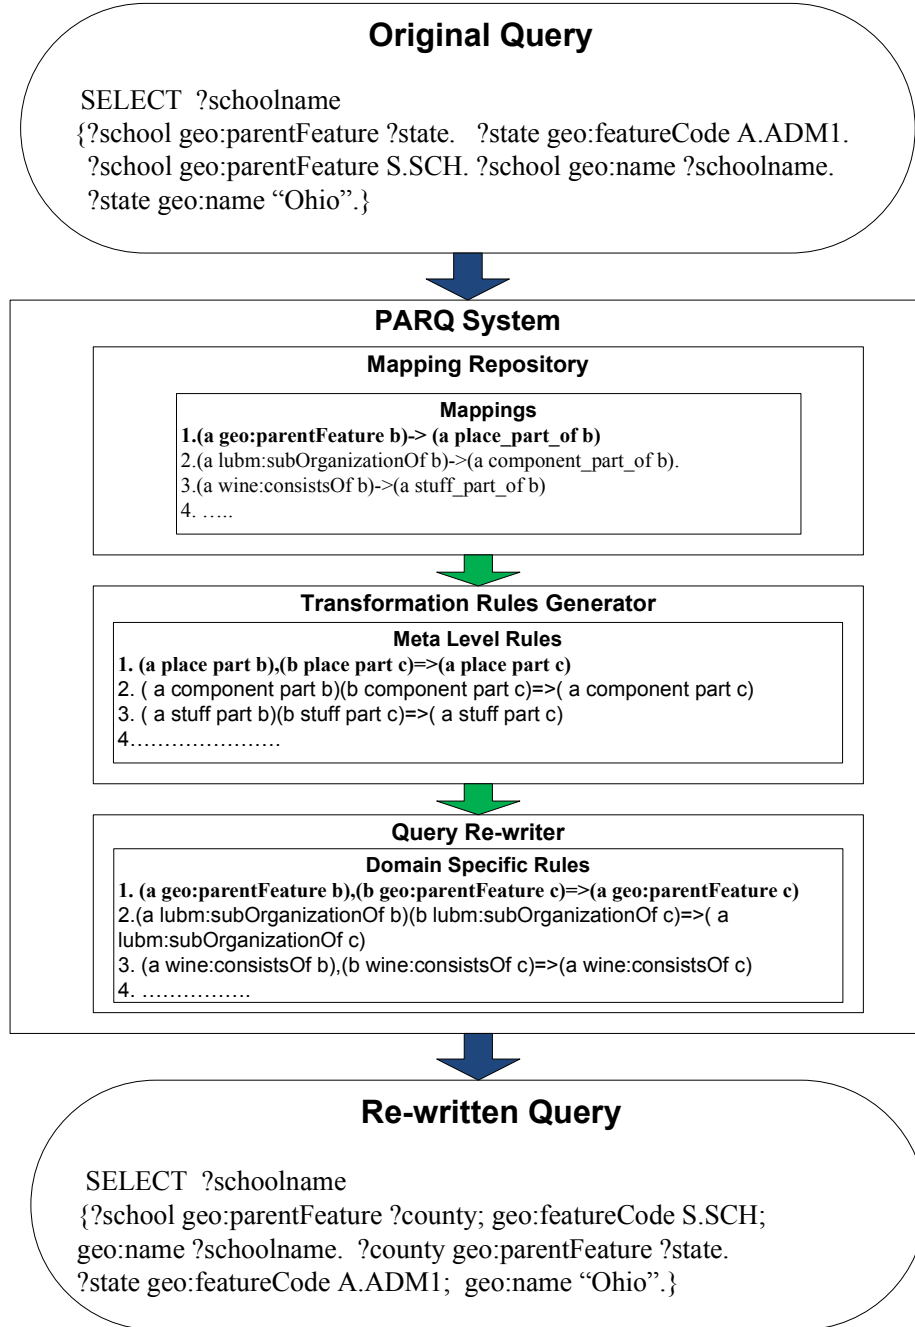 Original Query
SELECT ?schoolname
{?school geo:parentFeature ?state. ?state geo:featureCode A.ADM1.
?school geo:parentFeature S.SCH. ?school geo:name ?schoolname.
?state geo:name “Ohio”.}
PARQ System
Mapping Repository
Mappings
1.(a geo:parentFeature b)-> (a place_part_of b)
2.(a lubm:subOrganizationOf b)->(a component_part_of b).
3.(a wine:consistsOf b)->(a stuff_part_of b)
4. …..
Transformation Rules Generator
Meta Level Rules
1. (a place part b),(b place part c)=>(a place part c)
2. ( a component part b)(b component part c)=>( a component part c)
3. ( a stuff part b)(b stuff part c)=>( a stuff part c)
4………………….
Query Re-writer
Domain Specific Rules
1. (a geo:parentFeature b),(b geo:parentFeature c)=>(a geo:parentFeature c)
2.(a lubm:subOrganizationOf b)(b lubm:subOrganizationOf c)=>( a
lubm:subOrganizationOf c)
3. (a wine:consistsOf b),(b wine:consistsOf c)=>(a wine:consistsOf c)
4. …………….
Re-written Query
SELECT ?schoolname
{?school geo:parentFeature ?county; geo:featureCode S.SCH;
geo:name ?schoolname. ?county geo:parentFeature ?state.
?state geo:featureCode A.ADM1; geo:name “Ohio”.}